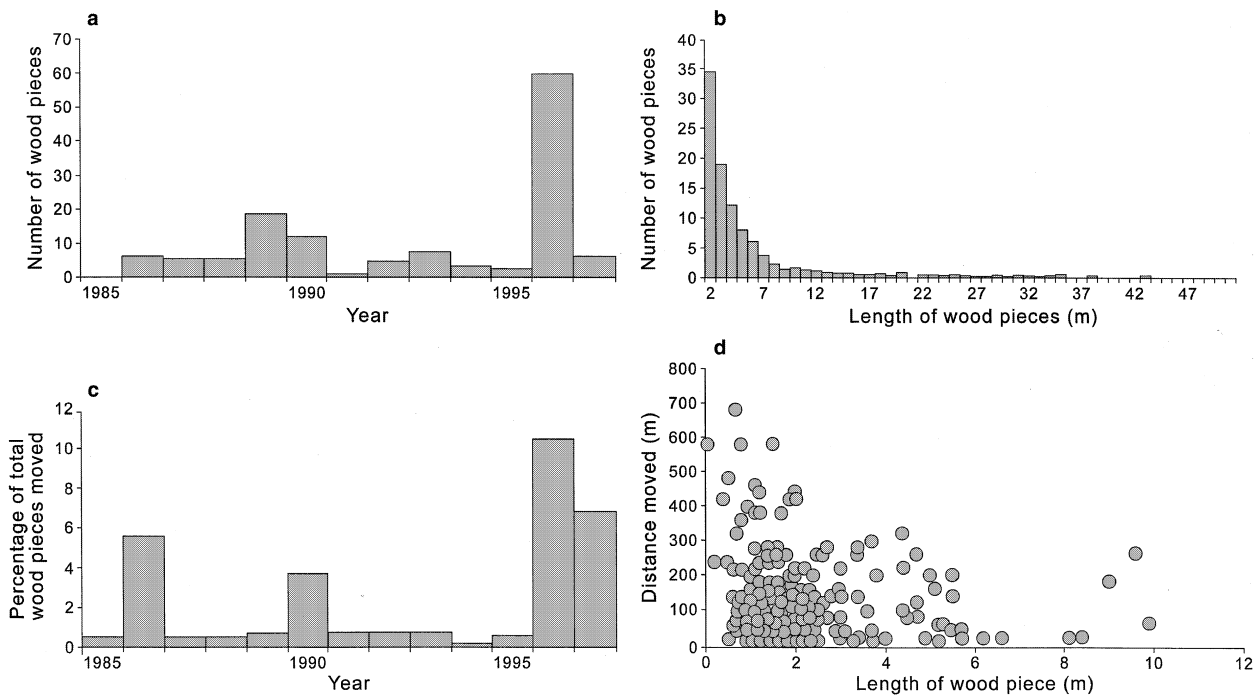 a
70
60
50
40
30
20
10
0
Number of wood pieces
1985 1990 1995
Year
b
40
35
30
25
20
15
10
5
0
Number of wood pieces
2 7 12 17 22 27 32 37 42 47
Length of wood pieces (m)
c
12
10
8
6
4
2
0
Percentage of total
wood pieces moved
1985 1990 1995
Year
d
800
700
600
500
400
300
200
100
0
Distance moved (m)
0 2 4 6 8 10 12
Length of wood piece (m)